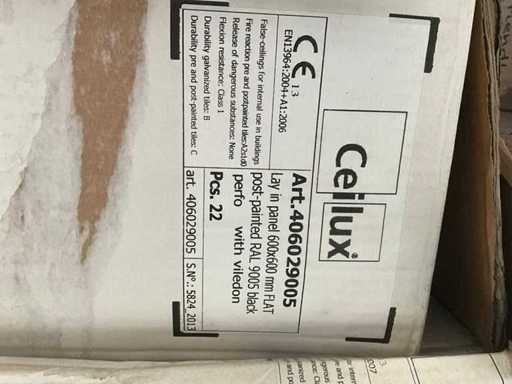 Ceilux®
CE 13
EN13964:2004+A1:2006
False-ceilings for internal use in buildings
Fire reaction pre and postpainted tiles:A2s1d0
Release of dangerous substances: None
Flexion resistance: Class 1
Durability galvanized tiles: B
Durability pre and post-painted tiles: C
Art.406029005
Lay in panel 600x600 mm FLAT
post-painted RAL 9005 black
perfo with viledon
Pcs. 22
art. 406029005 S.N°.: 5824_2013